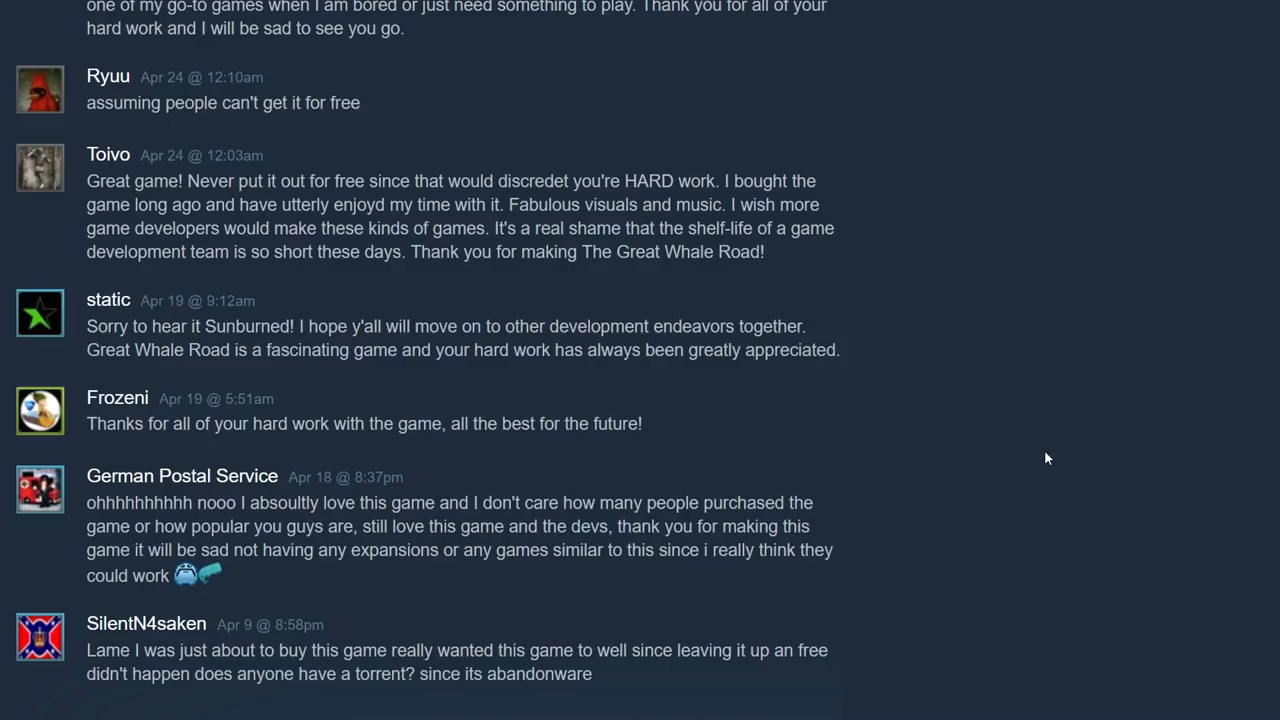 one of my go-to games when I am bored or just need something to play. Thank you for all of your
hard work and I will be sad to see you go.
Ryuu Apr 24 @ 12:10am
assuming people can't get it for free
Toivo Apr 24 @ 12:03am
Great game! Never put it out for free since that would discredet you're HARD work. I bought the
game long ago and have utterly enjoyd my time with it. Fabulous visuals and music. I wish more
game developers would make these kinds of games. It's a real shame that the shelf-life of a game
development team is so short these days. Thank you for making The Great Whale Road!
static Apr 19 @ 9:12am
Sorry to hear it Sunburned! I hope y'all will move on to other development endeavors together.
Great Whale Road is a fascinating game and your hard work has always been greatly appreciated.
Frozeni Apr 19 @ 5:51am
Thanks for all of your hard work with the game, all the best for the future!
German Postal Service Apr 18 @ 8:37pm
ohhhhhhhhhh nooo I absoultly love this game and I don't care how many people purchased the
game or how popular you guys are, still love this game and the devs, thank you for making this
game it will be sad not having any expansions or any games similar to this since i really think they
could work
SilentN4saken Apr 9 @ 8:58pm
Lame I was just about to buy this game really wanted this game to well since leaving it up an free
didn't happen does anyone have a torrent? since its abandonware